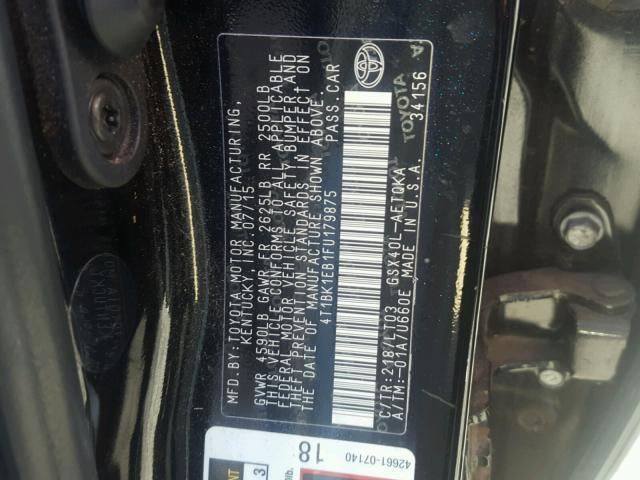 MFD.BY:TOYOTA MOTOR MANUFACTURING,
KENTUCKY, INC. 07/15
GVWR 4590LB GAWR FR 2625LB RR 2500LB
THIS VEHICLE CONFORMS TO ALL APPLICABLE
FEDERAL MOTOR VEHICLE SAFETY BUMPER, AND
THEFT PREVENTION STANDARDS IN EFFECT ON
THE DATE OF MANUFACTURE SHOWN ABOVE.
4T1BK1EB1FU179875 PASS.CAR
C/TR:218/LT03 GSX40L-AETQKA
A/TM:-01A/U660E MADE IN U.S.A. 34156
TOYOTA A
18
42661-07140